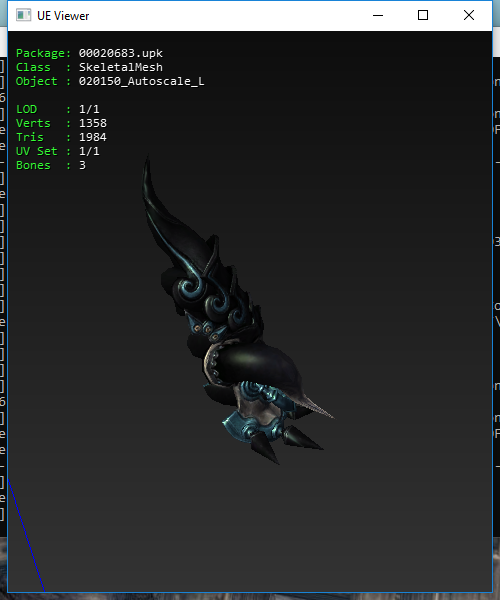 UE Viewer
Package: 00020683.upk
Class : SkeletalMesh
Object : 020150_Autoscale_L
LOD : 1/1
Verts : 1358
Tris : 1984
UV Set : 1/1
Bones : 3